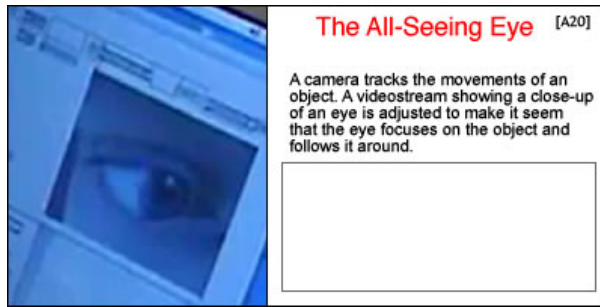 The All-Seeing Eye [A20]
A camera tracks the movements of an
object. A videostream showing a close-up
of an eye is adjusted to make it seem
that the eye focuses on the object and
follows it around.